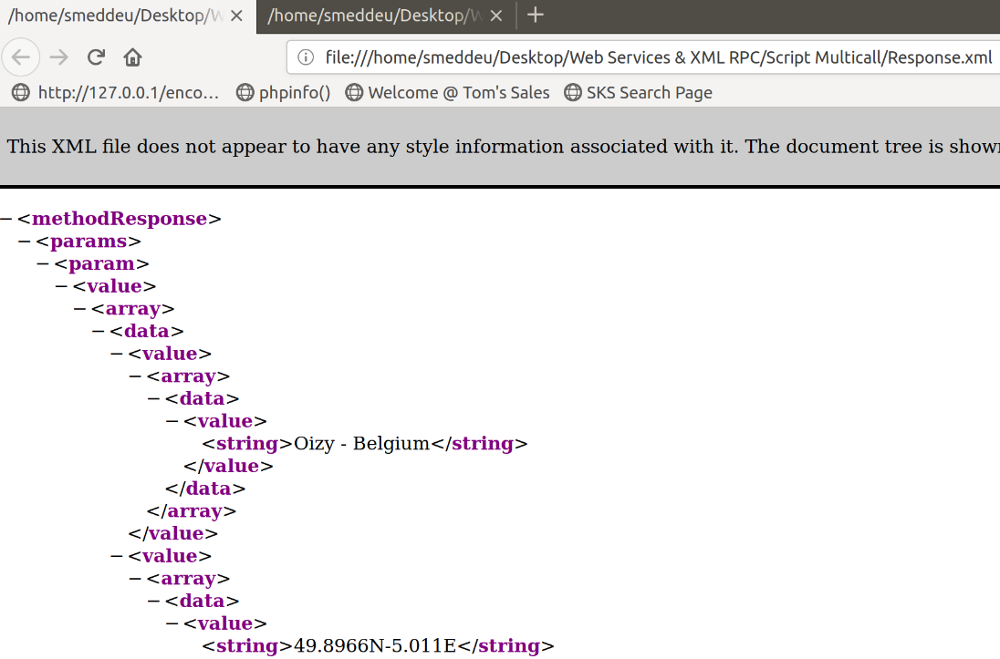 /home/smeddeu/Desktop/W /home/smeddeu/Desktop/W
file:///home/smeddeu/Desktop/Web Services & XML RPC/Script Multicall/Response.xml
http://127.0.0.1/enco... phpinfo() Welcome @ Tom's Sales SKS Search Page
This XML file does not appear to have any style information associated with it. The document tree is shown
−<methodResponse>
−<params>
−<param>
−<value>
−<array>
−<data>
−<value>
−<array>
−<data>
−<value>
<string>Oizy - Belgium</string>
</value>
</data>
</array>
</value>
−<value>
−<array>
−<data>
−<value>
<string>49.8966N-5.011E</string>